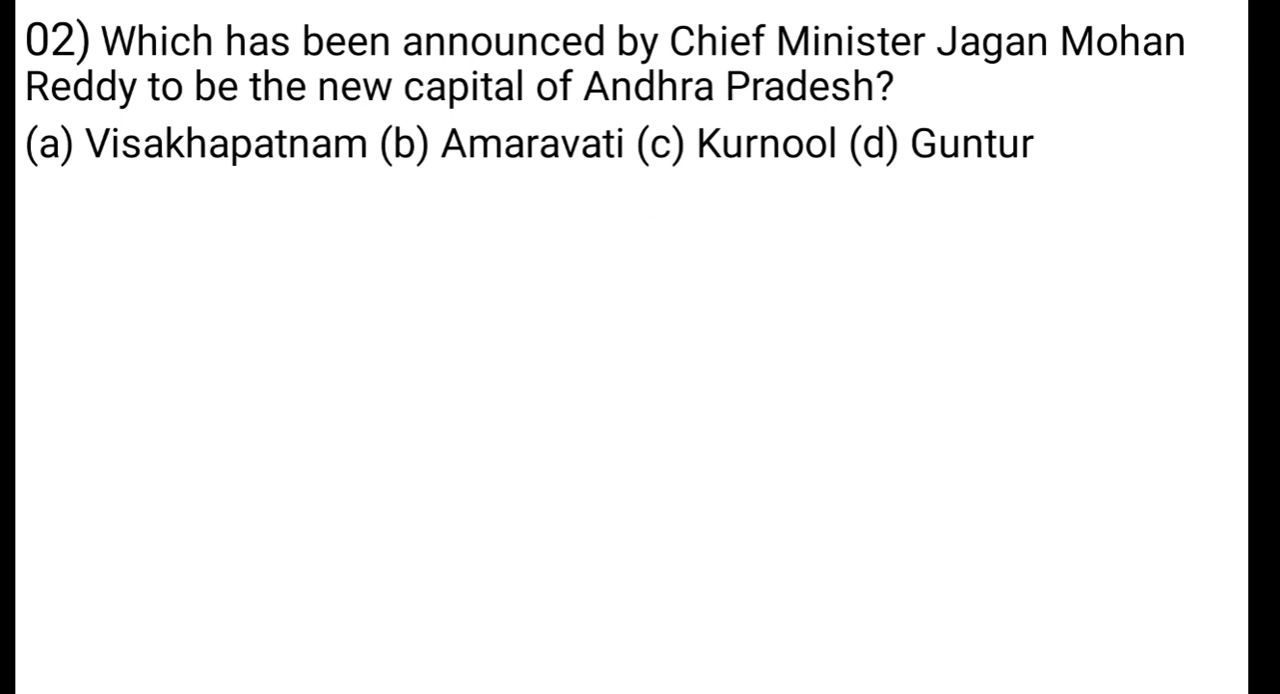 02) Which has been announced by Chief Minister Jagan Mohan
Reddy to be the new capital of Andhra Pradesh?
(a) Visakhapatnam (b) Amaravati (c) Kurnool (d) Guntur